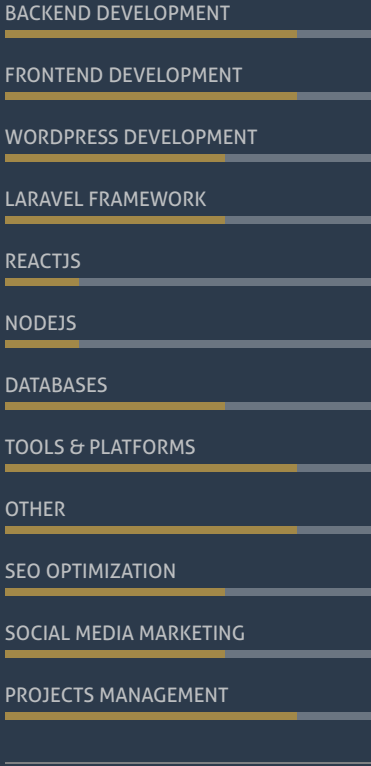 BACKEND DEVELOPMENT
FRONTEND DEVELOPMENT
WORDPRESS DEVELOPMENT
LARAVEL FRAMEWORK
REACTJS
NODEJS
DATABASES
TOOLS & PLATFORMS
OTHER
SEO OPTIMIZATION
SOCIAL MEDIA MARKETING
PROJECTS MANAGEMENT